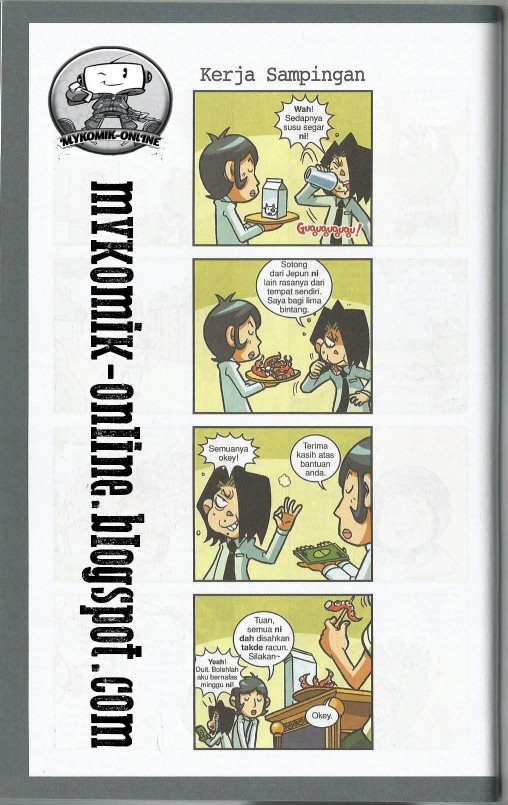 Kerja Sampingan
MYKOMIK-ONLINE
mykomik-online.blogspot.com
Wah!
Sedapnya
susu segar
ni!
Gugugugugu!
Sotong
dari Jepun ni
lain rasanya dari
tempat sendiri.
Saya bagi lima
bintang.
Semuanya
okey!
Terima
kasih atas
bantuan
anda.
Tuan,
semua ni
dah disahkan
takde racun.
Silakan~
Yeah!
Duit. Bolehlah
aku bernafas
minggu ni!
Okey.